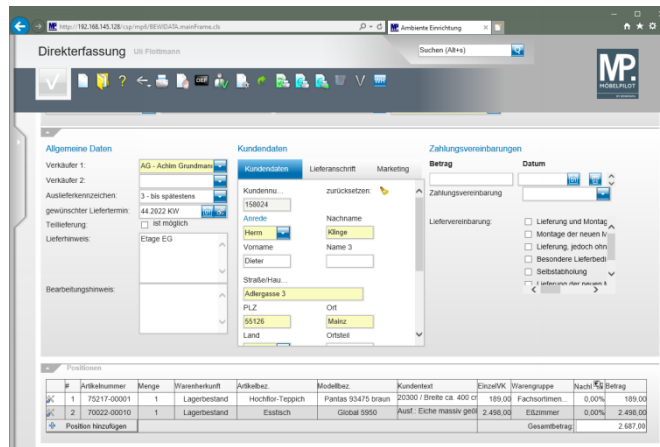 http://192.168.145.128/csp/mp8/BEWIDATA.mainFrame.cls
MP Ambiente Einrichtung
Direkterfassung Uli Flottmann
Suchen (Alt+s)
MP.
MÖBELPILOT
DEF
Allgemeine Daten
Verkäufer 1: AG - Achim Grundmann
Verkäufer 2:
Auslieferkennzeichen: 3 - bis spätestens
gewünschter Liefertermin: 44.2022 KW
Teillieferung: ist möglich
Lieferhinweis: Etage EG
Bearbeitungshinweis:
Kundendaten
Kundendaten Lieferanschrift Marketing
Kundennu... zurücksetzen:
158024
Anrede Nachname
Herrn Klinge
Vorname Name 3
Dieter
Straße/Hau...
Adlergasse 3
PLZ Ort
55126 Mainz
Land Ortsteil
Zahlungsvereinbarungen
Betrag Datum
Zahlungsvereinbarung
Liefervereinbarung: Lieferung und Montag
Montage der neuen M
Lieferung, jedoch ohn
Besondere Lieferbedi
Selbstabholung
Lieferung der neuen M
Positionen
# Artikelnummer Menge Warenherkunft Artikelbez. Modellbez. Kundentext EinzelVK Warengruppe Nachl. Betrag
1 75217-00001 1 Lagerbestand Hochflor-Teppich Pantas 93475 braun 20300 / Breite ca. 400 cr 189,00 Fachsortimen... 0,00% 189,00
2 70022-00010 1 Lagerbestand Esstisch Global 5950 Ausf.: Eiche massiv geöl 2.498,00 Eßzimmer 0,00% 2.498,00
Position hinzufügen Gesamtbetrag: 2.687,00